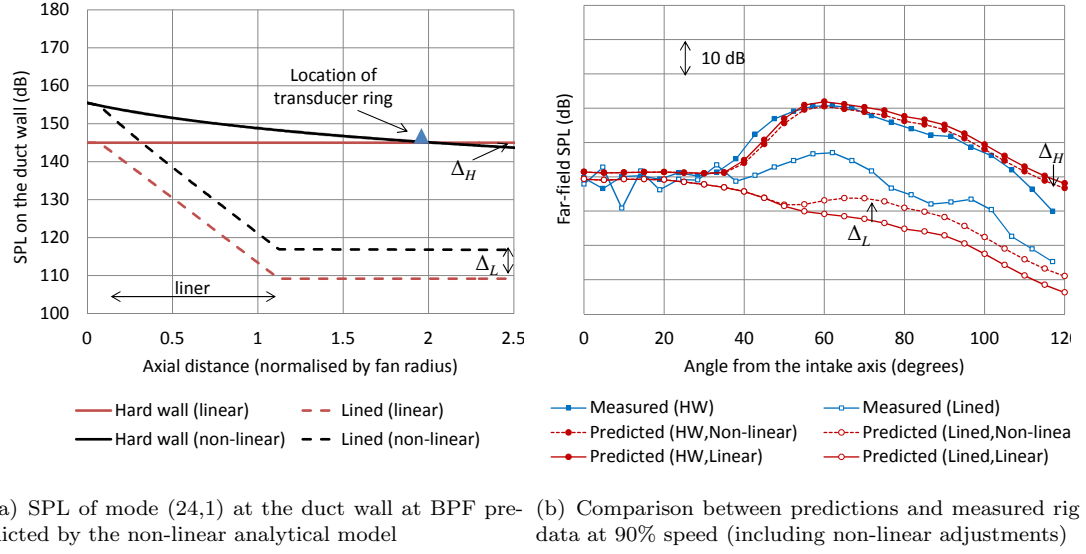 180
170
160
150
140
130
120
110
100
SPL on the duct wall (dB)
Location of
transducer ring
Δ_H
Δ_L
liner
0
0.5
1
1.5
2
2.5
Axial distance (normalised by fan radius)
Hard wall (linear)
Lined (linear)
Hard wall (non-linear)
Lined (non-linear)
a) SPL of mode (24,1) at the duct wall at BPF pre-
dicted by the non-linear analytical model
Far-field SPL (dB)
10 dB
Δ_H
Δ_L
0
20
40
60
80
100
120
Angle from the intake axis (degrees)
Measured (HW)
Measured (Lined)
Predicted (HW,Non-linear)
Predicted (Lined,Non-linea
Predicted (HW,Linear)
Predicted (Lined,Linear)
(b) Comparison between predictions and measured rig
data at 90% speed (including non-linear adjustments)